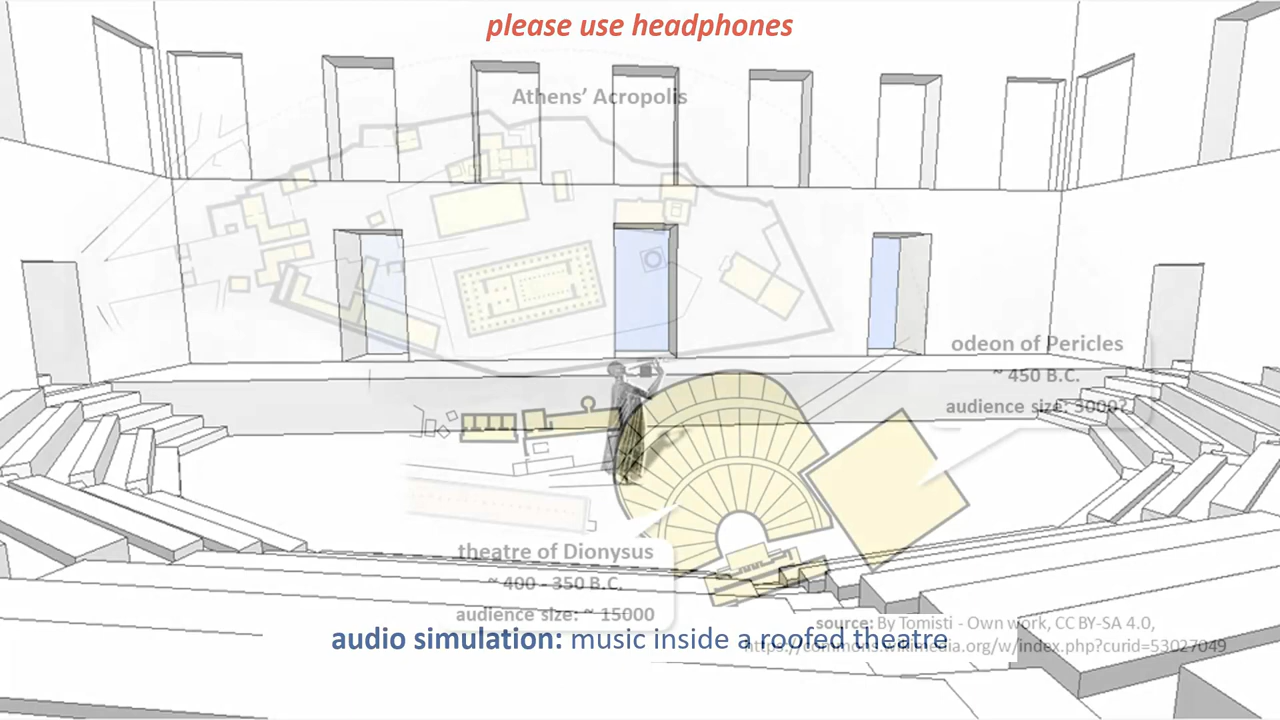 please use headphones
Athens’ Acropolis
odeon of Pericles
~ 450 B.C.
audience size: 3000?
theatre of Dionysus
~ 400 - 350 B.C.
audience size: ~ 15000
source: By Tomisti - Own work, CC BY-SA 4.0,
https://commons.wikimedia.org/w/index.php?curid=53027049
audio simulation: music inside a roofed theatre